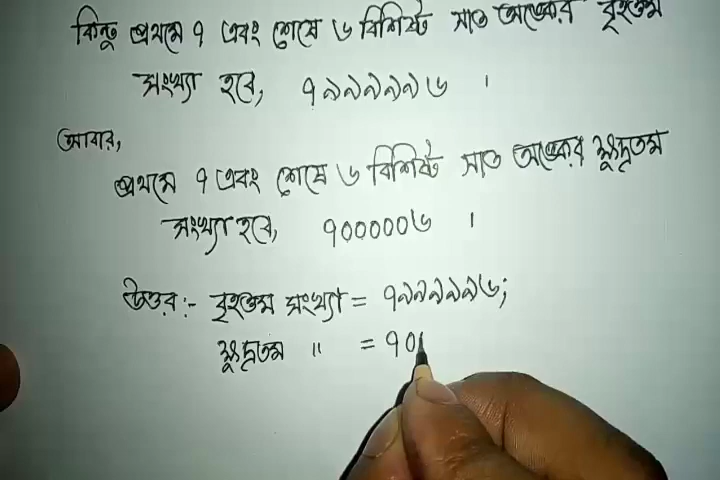 কিন্তু প্রথমে ৭ এবং শেষে ৬ বিশিষ্ট সাত অঙ্কের বৃহত্তম
সংখ্যা হবে, ৭৯৯৯৯৯৬ ।
আবার,
প্রথমে ৭ এবং শেষে ৬ বিশিষ্ট সাত অঙ্কের ক্ষুদ্রতম
সংখ্যা হবে, ৭০০০০০৬ ।
উত্তর:- বৃহত্তম সংখ্যা = ৭৯৯৯৯৯৬;
ক্ষুদ্রতম " = ৭০